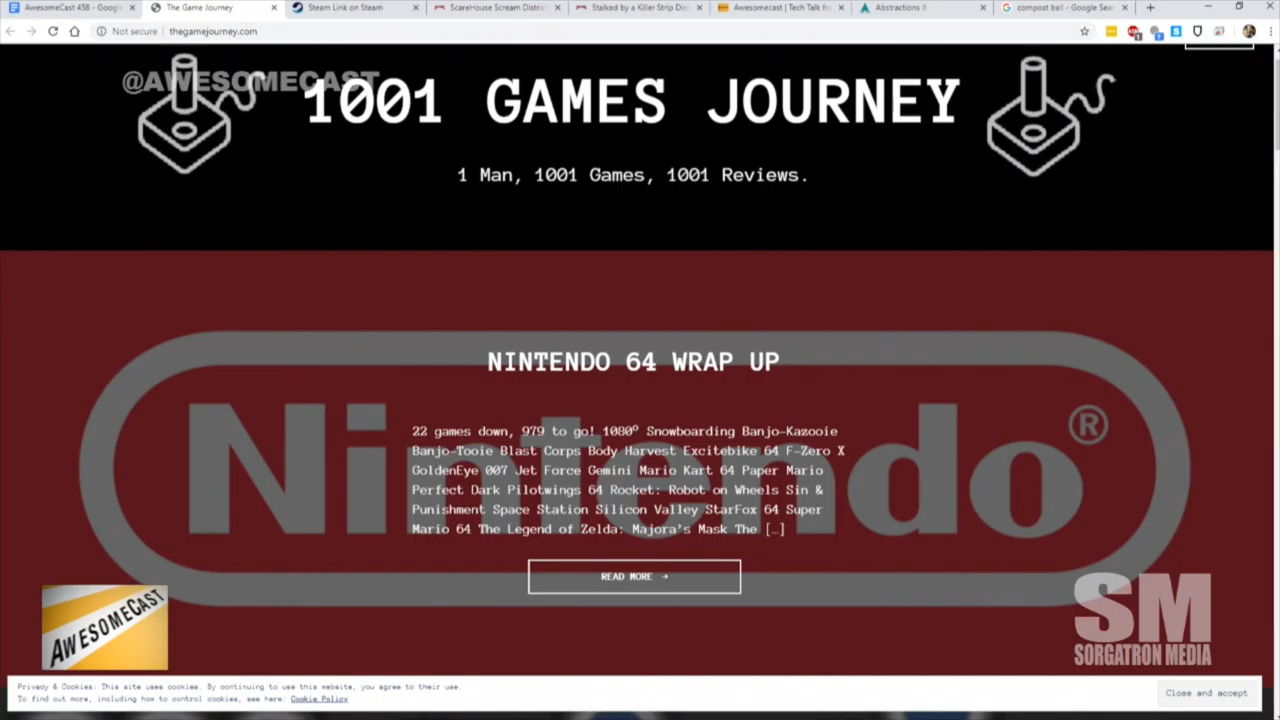 AwesomeCast 458 - Google
The Game Journey
Steam Link on Steam
ScareHouse Scream District
Stalked by a Killer Strip Dist
Awesomecast | Tech Talk fro
Abstractions II
compost ball - Google Sear
Not secure
thegamejourney.com
@AWESOMECAST
1001 GAMES JOURNEY
1 Man, 1001 Games, 1001 Reviews.
Nintendo®
NINTENDO 64 WRAP UP
22 games down, 979 to go! 1080° Snowboarding Banjo-Kazooie
Banjo-Tooie Blast Corps Body Harvest Excitebike 64 F-Zero X
GoldenEye 007 Jet Force Gemini Mario Kart 64 Paper Mario
Perfect Dark Pilotwings 64 Rocket: Robot on Wheels Sin &
Punishment Space Station Silicon Valley StarFox 64 Super
Mario 64 The Legend of Zelda: Majora's Mask The […]
READ MORE →
AWESOMECAST
SM
SORGATRON MEDIA
Privacy & Cookies: This site uses cookies. By continuing to use this website, you agree to their use.
To find out more, including how to control cookies, see here: Cookie Policy
Close and accept